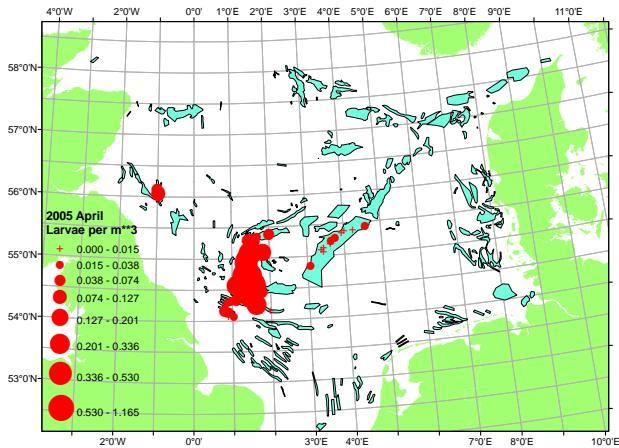 4°0'W 2°0'W 0°0' 1°0'E 2°0'E 3°0'E 4°0'E 5°0'E 6°0'E 7°0'E 9°0'E 11°0'E
58°0'N
57°0'N
56°0'N
55°0'N
54°0'N
53°0'N
2005 April
Larvae per m**3
0.000 - 0.015
0.015 - 0.038
0.038 - 0.074
0.074 - 0.127
0.127 - 0.201
0.201 - 0.336
0.336 - 0.530
0.530 - 1.165
2°0'W 0°0' 3°0'E 4°0'E 7°0'E 8°0'E 10°0'E